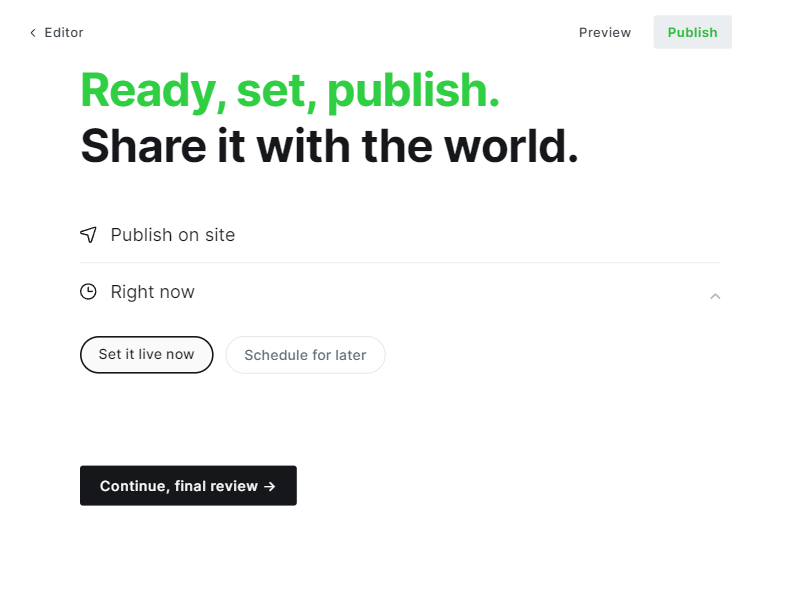 Editor
Preview
Publish
Ready, set, publish.
Share it with the world.
Publish on site
Right now
Set it live now
Schedule for later
Continue, final review →